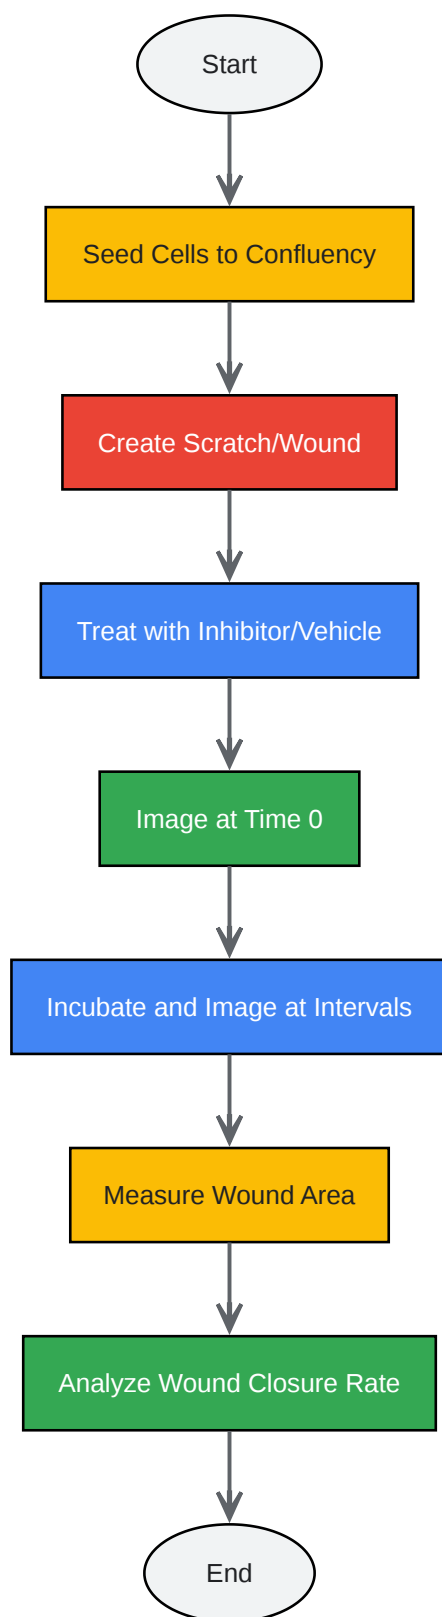 Start
Seed Cells to Confluency
Create Scratch/Wound
Treat with Inhibitor/Vehicle
Image at Time 0
Incubate and Image at Intervals
Measure Wound Area
Analyze Wound Closure Rate
End